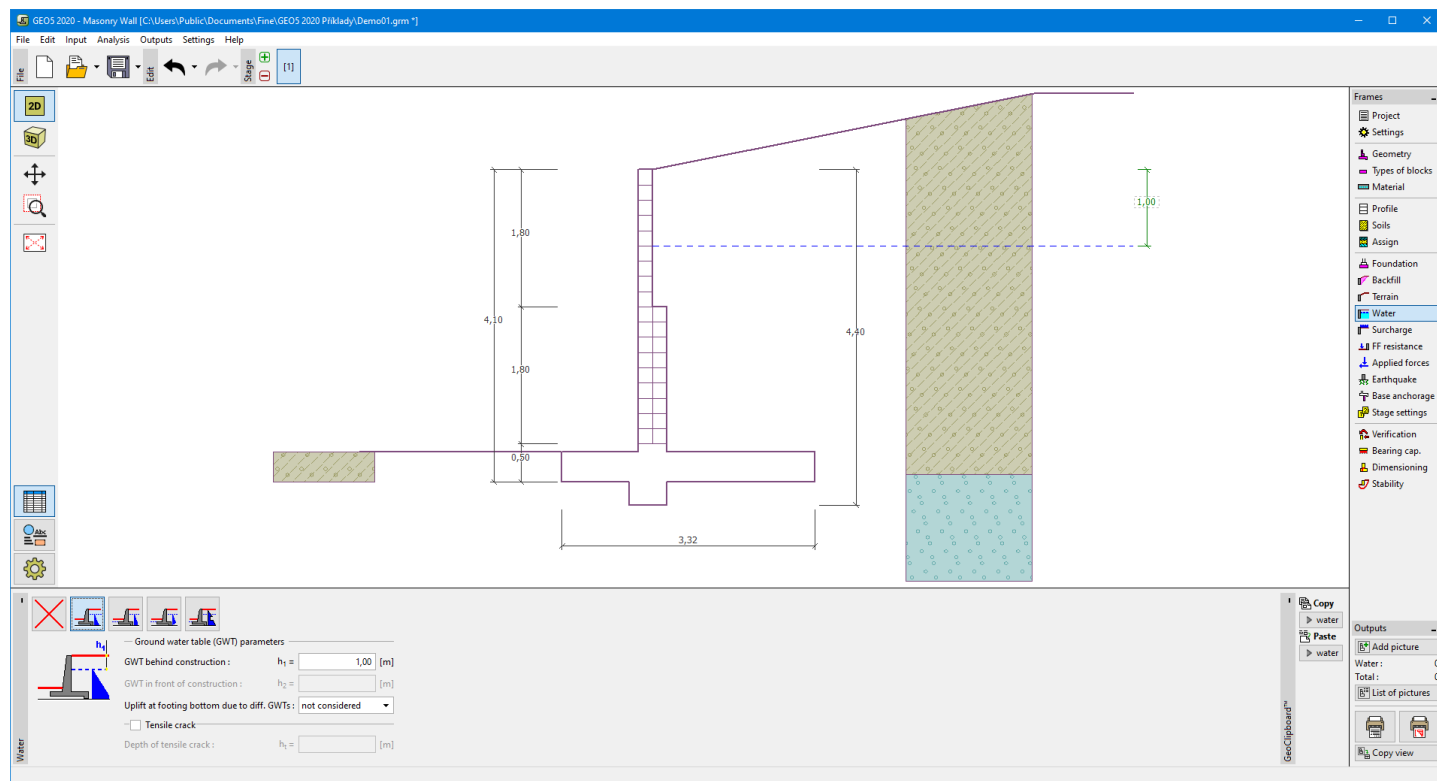 GEO5 2020 - Masonry Wall [C:\Users\Public\Documents\Fine\GEO5 2020 Příklady\Demo01.grm *]
File Edit Input Analysis Outputs Settings Help
File
Edit
Stage
[1]
2D
3D
1,80
4,10
1,80
0,50
4,40
3,32
1,00
Frames
Project
Settings
Geometry
Types of blocks
Material
Profile
Soils
Assign
Foundation
Backfill
Terrain
Water
Surcharge
FF resistance
Applied forces
Earthquake
Base anchorage
Stage settings
Verification
Bearing cap.
Dimensioning
Stability
Abc
Water
h1
Ground water table (GWT) parameters
GWT behind construction : h1 = 1,00 [m]
GWT in front of construction : h2 = [m]
Uplift at footing bottom due to diff. GWTs : not considered
Tensile crack
Depth of tensile crack : ht = [m]
GeoClipboard™
Copy
water
Paste
water
Outputs
Add picture
Water :
Total :
List of pictures
Copy view